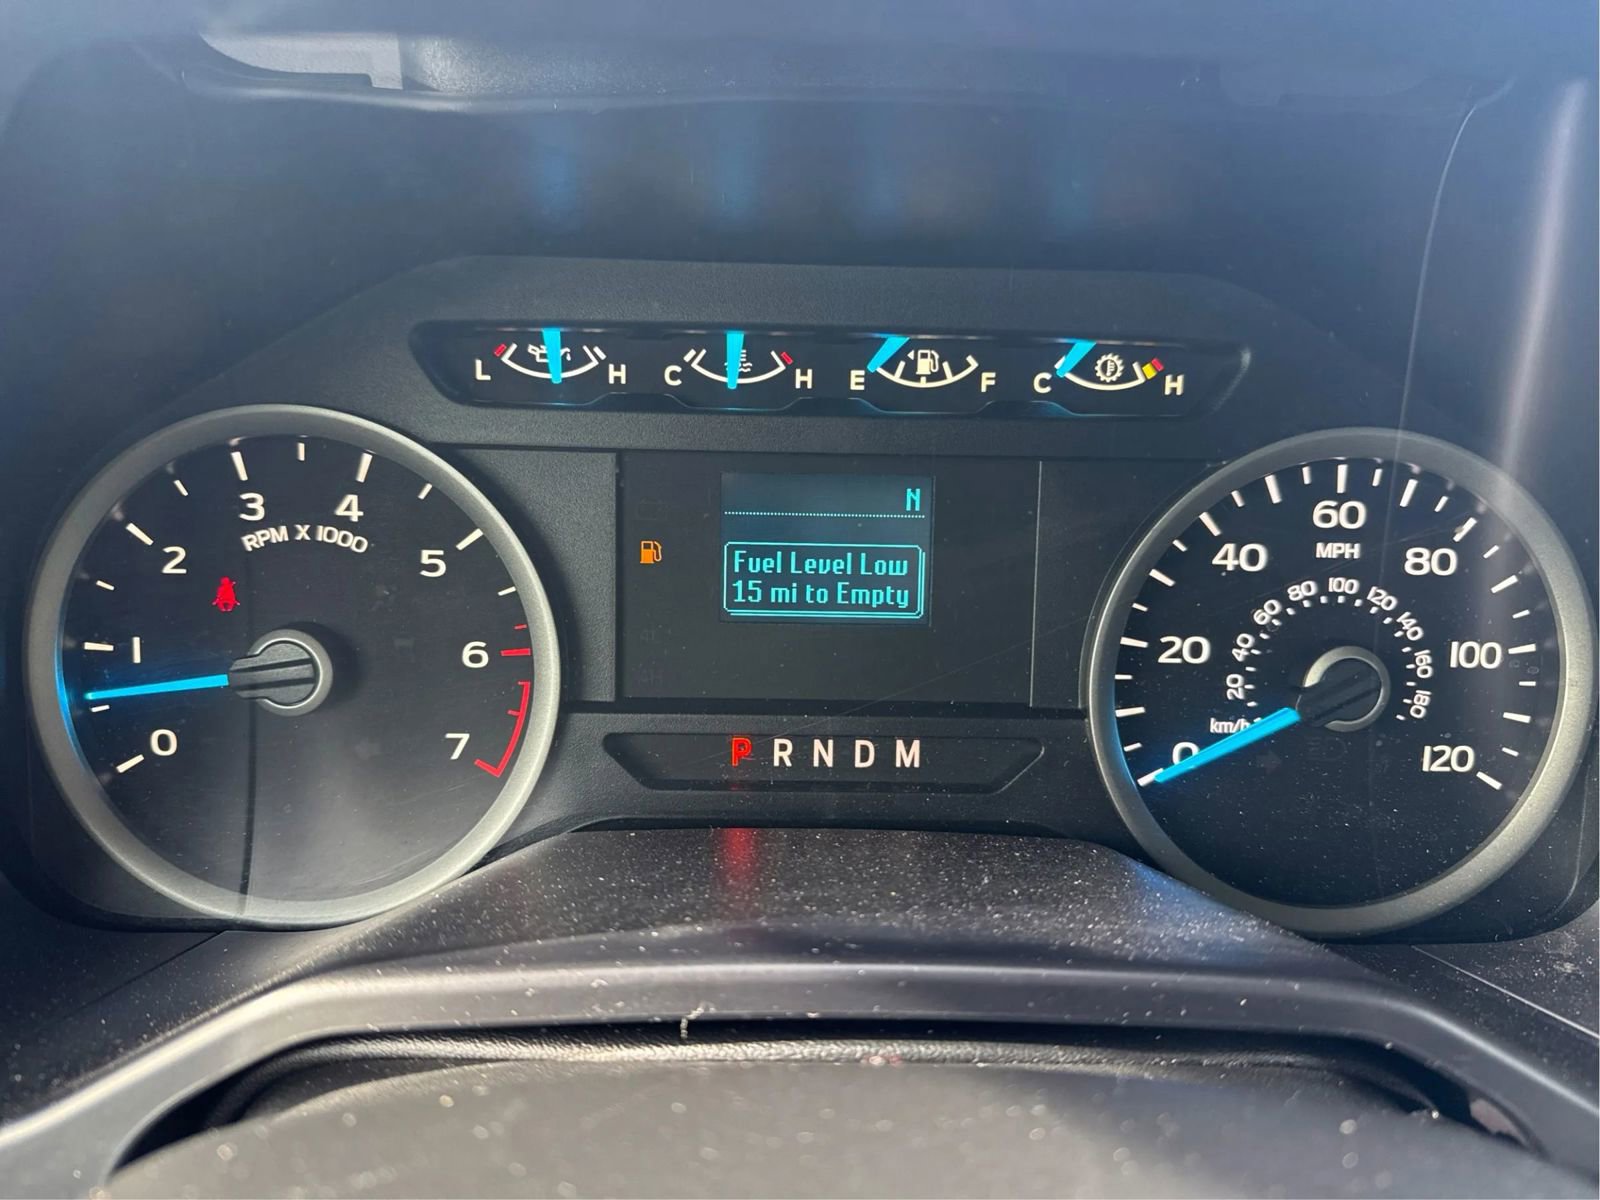 L H C H E F C H
3 4
RPM X 1000
2 5
1 6
0 7
N
Fuel Level Low
15 mi to Empty
P R N D M
60
MPH
40 80
20 100
0 120
20 40 60 80 100 120 140 160 180
km/h